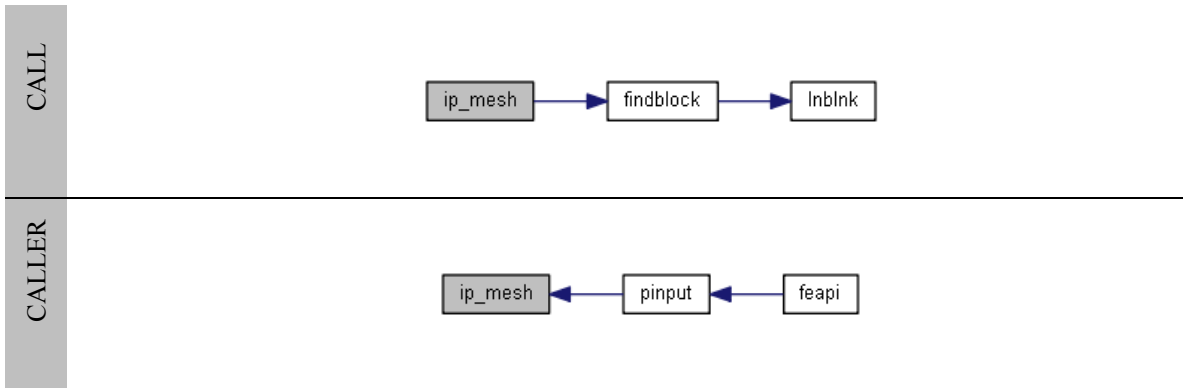 CALL
ip_mesh
findblock
lnblnk
CALLER
ip_mesh
pinput
feapi